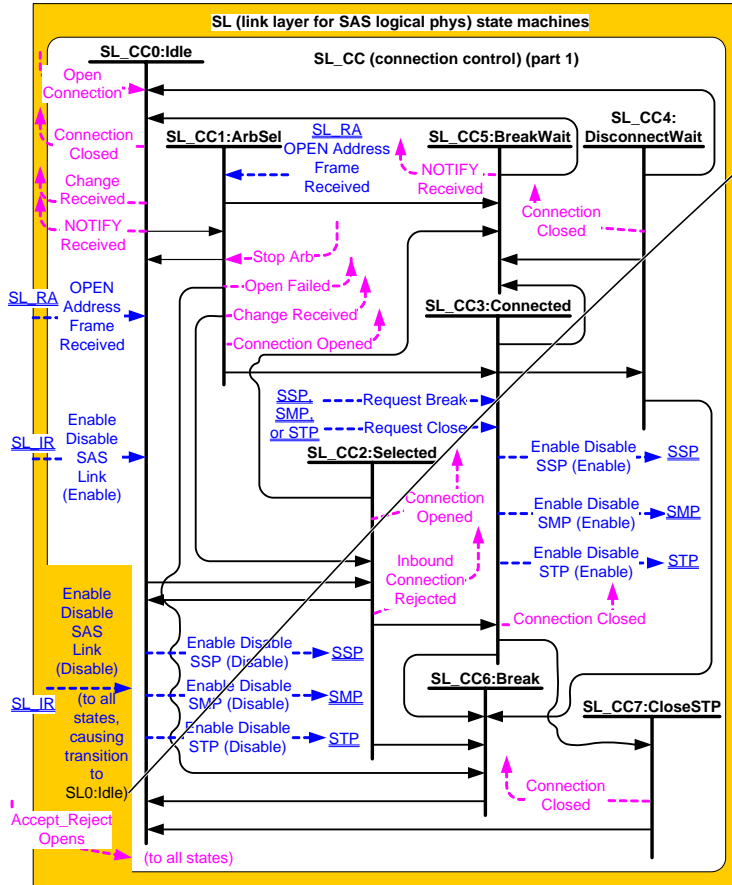 SL (link layer for SAS logical phys) state machines
SL_CC0:Idle
SL_CC (connection control) (part 1)
Open
Connection
Connection
Closed
Change
Received
NOTIFY
Received
SL_CC1:ArbSel
SL_RA
OPEN Address
Frame
Received
SL_CC5:BreakWait
NOTIFY
Received
SL_CC4:
DisconnectWait
Connection
Closed
Stop Arb
Open Failed
Change Received
Connection Opened
SL_RA
OPEN
Address
Frame
Received
SL_CC3:Connected
SSP,
SMP,
or STP
Request Break
Request Close
SL_IR
Enable
Disable
SAS
Link
(Enable)
SL_CC2:Selected
Connection
Opened
Inbound
Connection
Rejected
Enable Disable
SSP (Enable)
SSP
Enable Disable
SMP (Enable)
SMP
Enable Disable
STP (Enable)
STP
Connection Closed
Enable
Disable
SAS
Link
(Disable)
SL_IR
(to all
states,
causing
transition
to
SL0:Idle)
Enable Disable
SSP (Disable)
SSP
Enable Disable
SMP (Disable)
SMP
Enable Disable
STP (Disable)
STP
SL_CC6:Break
SL_CC7:CloseSTP
Connection
Closed
Accept_Reject
Opens
(to all states)